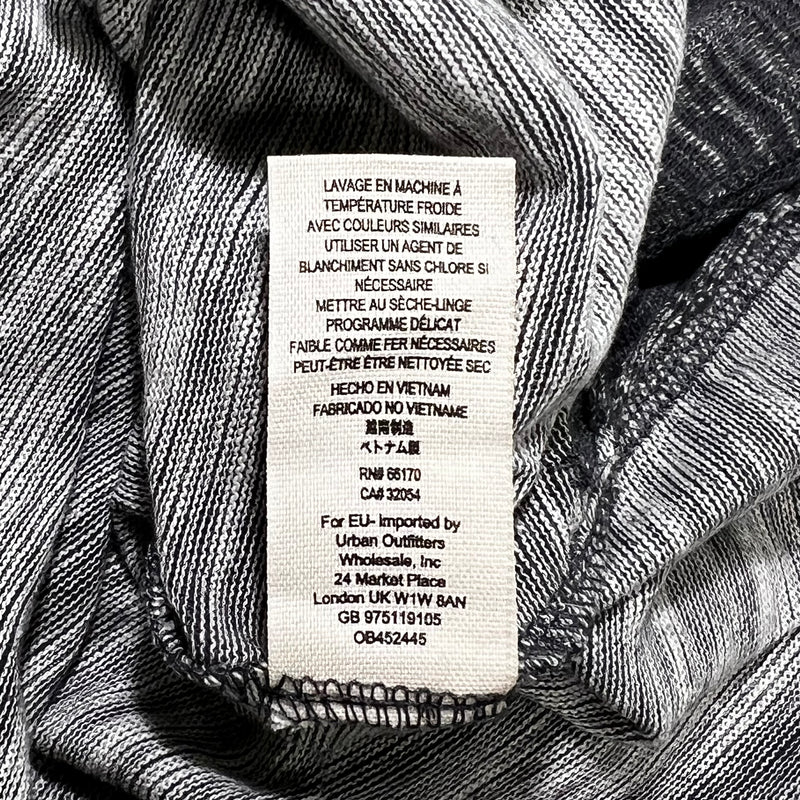 LAVAGE EN MACHINE À
TEMPÉRATURE FROIDE
AVEC COULEURS SIMILAIRES
UTILISER UN AGENT DE
BLANCHIMENT SANS CHLORE SI
NÉCESSAIRE
METTRE AU SÈCHE-LINGE
PROGRAMME DÉLICAT
FAIBLE COMME FER NÉCESSAIRES
PEUT-ÊTRE ÊTRE NETTOYÉE SEC
HECHO EN VIETNAM
FABRICADO NO VIETNAME
越南制造
ベトナム製
RN# 66170
CA# 32054
For EU- Imported by
Urban Outfitters
Wholesale, Inc
24 Market Place
London UK W1W 8AN
GB 975119105
OB452445